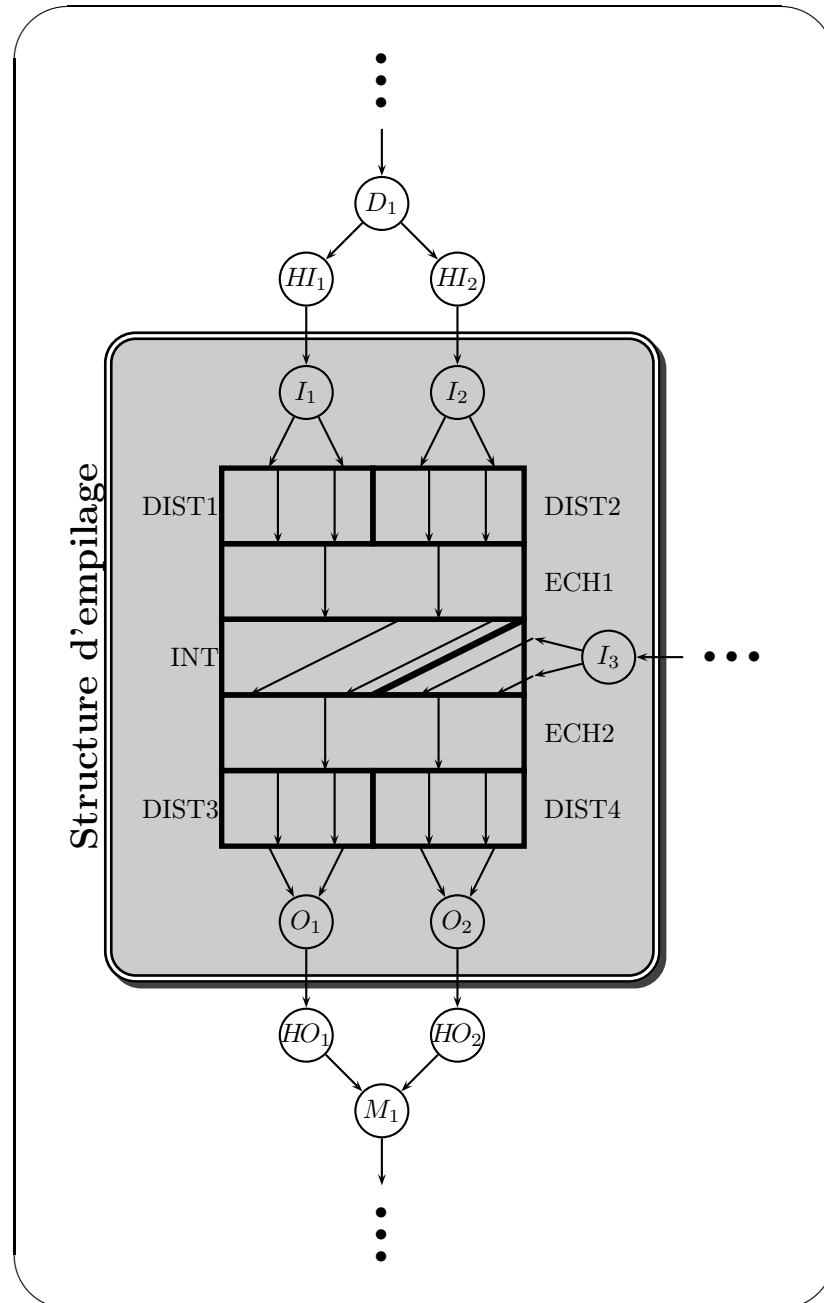 D₁
HI₁ HI₂
I₁ I₂
DIST1 DIST2
ECH1
INT I₃
ECH2
DIST3 DIST4
O₁ O₂
HO₁ HO₂
M₁
Structure d'empilage